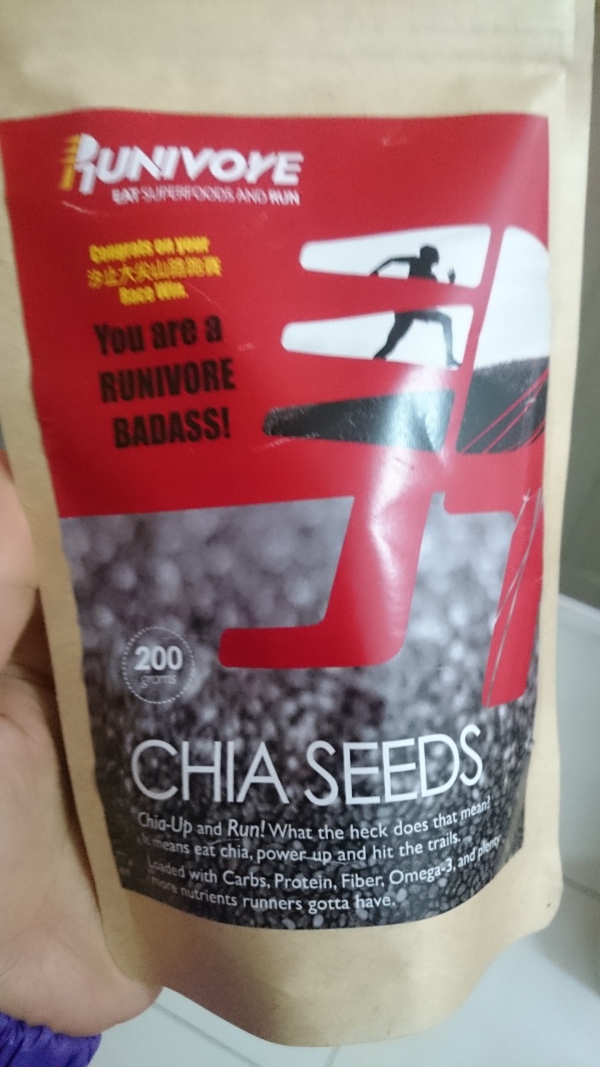 RUNIVORE
EAT SUPERFOODS AND RUN
Congrats on your
汐止大尖山路跑賽
Race Win.
You are a
RUNIVORE
BADASS!
200
grams
CHIA SEEDS
Chia-Up and Run! What the heck does that mean?
It means eat chia, power up and hit the trails.
Loaded with Carbs, Protein, Fiber, Omega-3, and plenty
more nutrients runners gotta have.